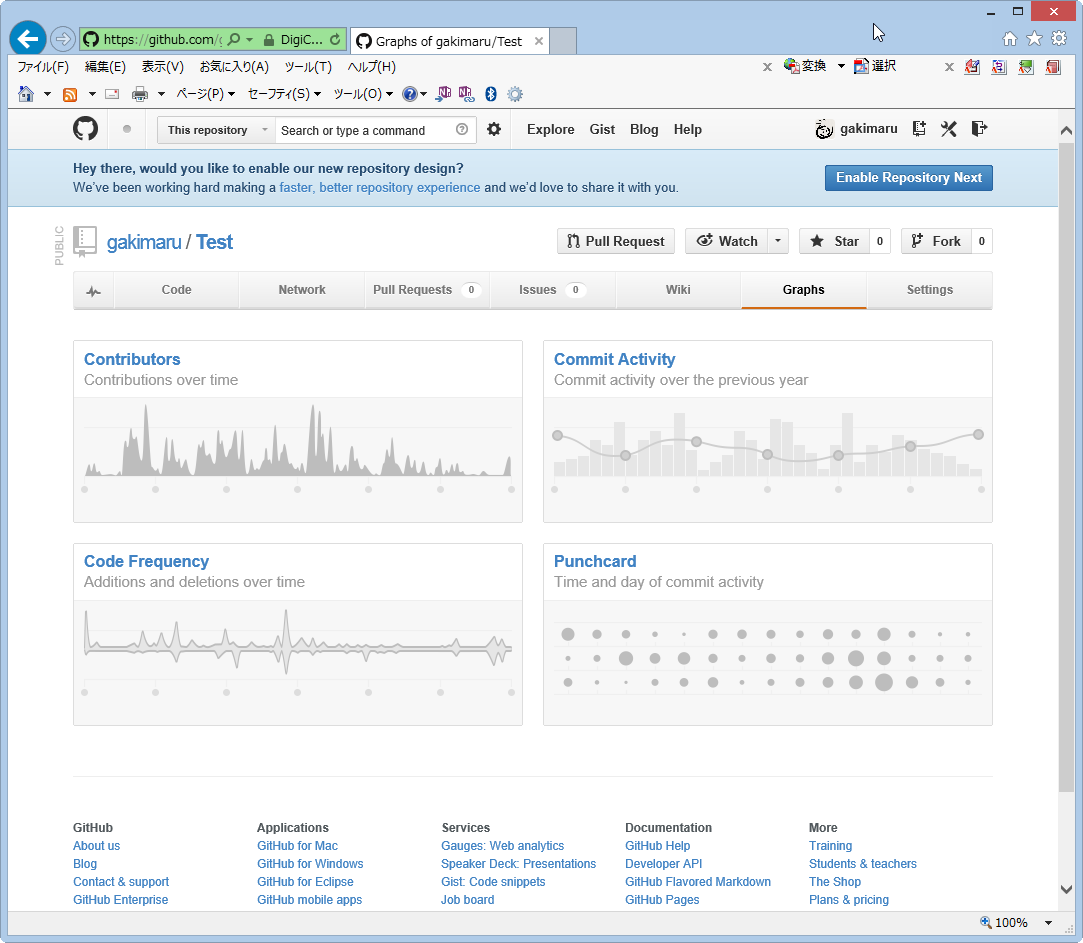 https://github.com/
DigiC...
Graphs of gakimaru/Test
ファイル(F) 編集(E) 表示(V) お気に入り(A) ツール(T) ヘルプ(H)
変換
選択
ページ(P) セーフティ(S) ツール(O)
This repository
Search or type a command
Explore Gist Blog Help
gakimaru
Hey there, would you like to enable our new repository design?
We've been working hard making a faster, better repository experience and we'd love to share it with you.
Enable Repository Next
PUBLIC
gakimaru / Test
Pull Request
Watch
Star 0
Fork 0
Code Network Pull Requests 0 Issues 0 Wiki Graphs Settings
Contributors
Contributions over time
Commit Activity
Commit activity over the previous year
Code Frequency
Additions and deletions over time
Punchcard
Time and day of commit activity
GitHub
About us
Blog
Contact & support
GitHub Enterprise
Applications
GitHub for Mac
GitHub for Windows
GitHub for Eclipse
GitHub mobile apps
Services
Gauges: Web analytics
Speaker Deck: Presentations
Gist: Code snippets
Job board
Documentation
GitHub Help
Developer API
GitHub Flavored Markdown
GitHub Pages
More
Training
Students & teachers
The Shop
Plans & pricing
100%